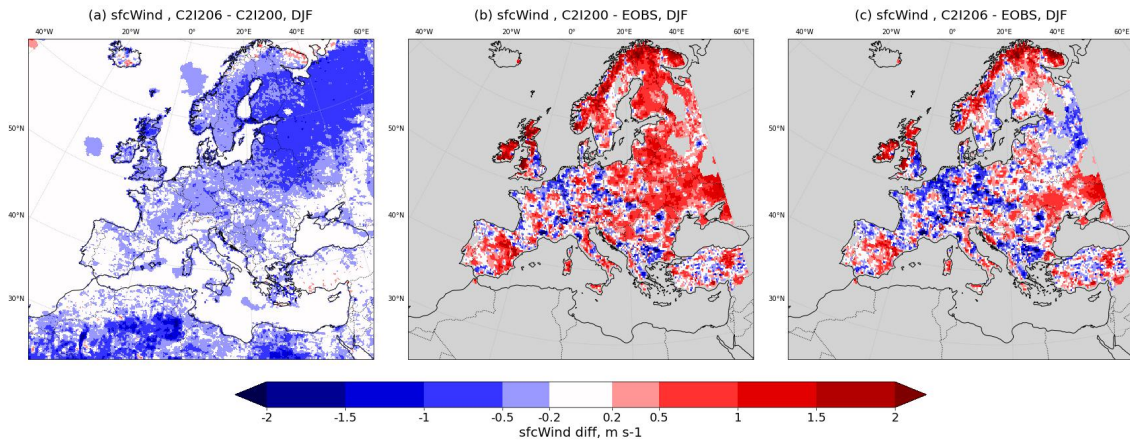 (a) sfcWind , C2I206 - C2I200, DJF
(b) sfcWind , C2I200 - EOBS, DJF
(c) sfcWind , C2I206 - EOBS, DJF
40°W 20°W 0° 20°E 40°E 60°E
40°W 20°W 0° 20°E 40°E 60°E
40°W 20°W 0° 20°E 40°E 60°E
50°N
40°N
30°N
50°N
40°N
30°N
50°N
40°N
30°N
-2 -1.5 -1 -0.5 -0.2 0.2 0.5 1 1.5 2
sfcWind diff, m s-1